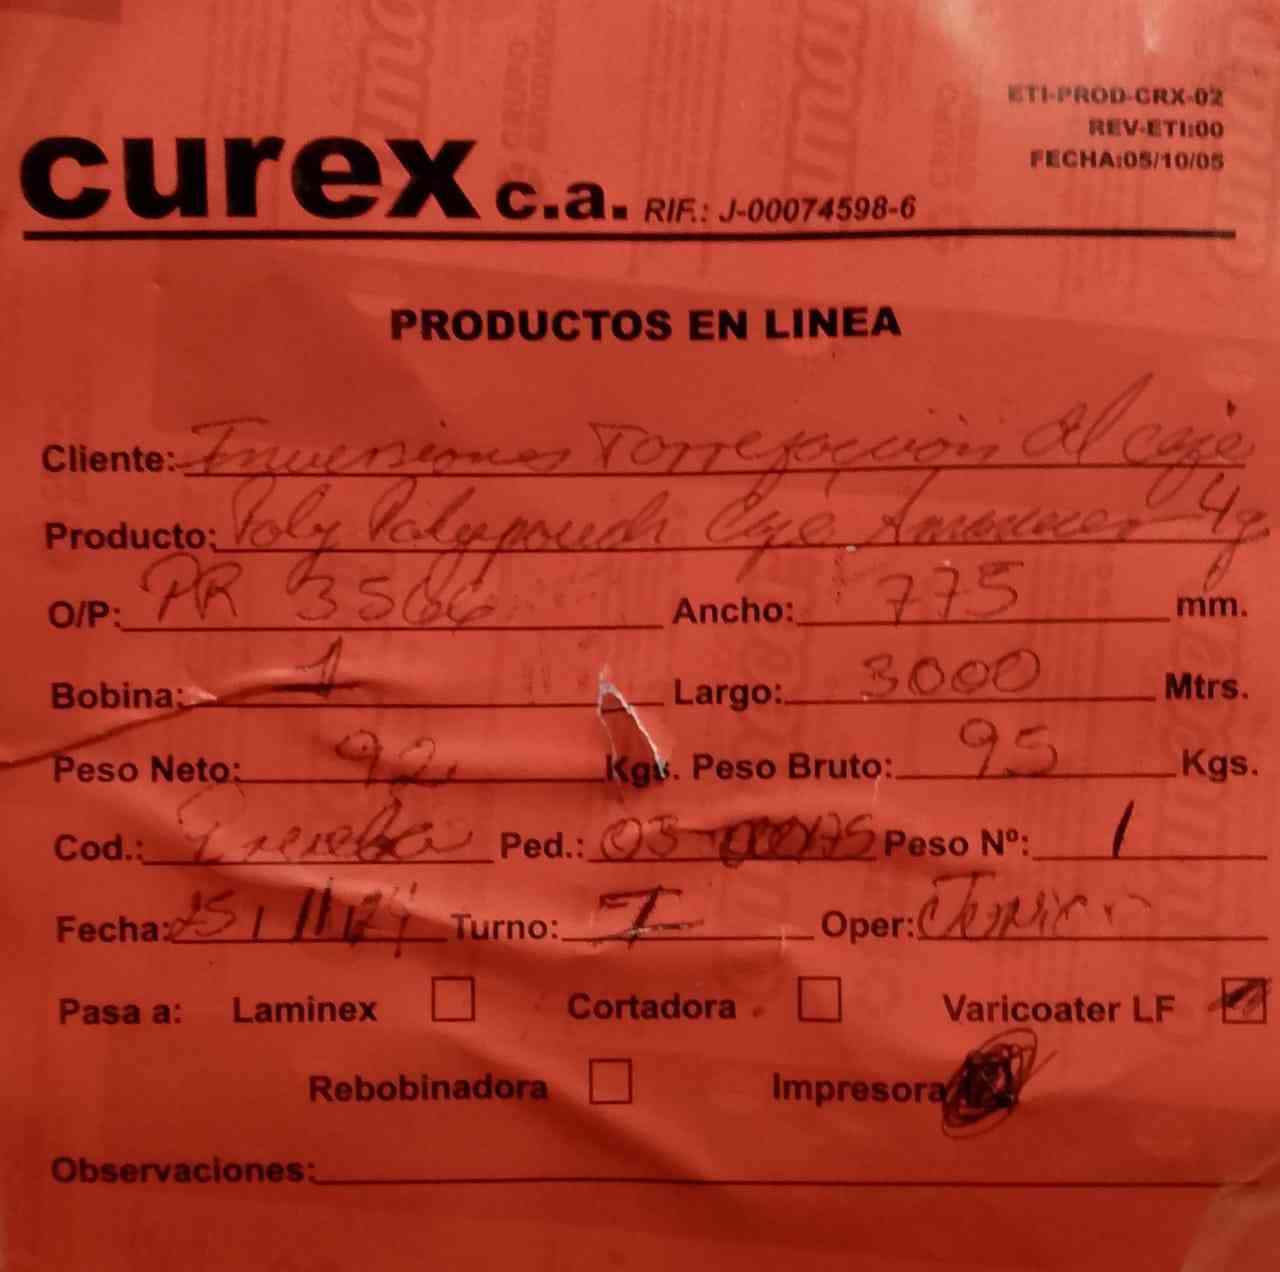 ETI-PROD-CRX-02
REV-ETI:00
FECHA:05/10/05
curex c.a. RIF.: J-00074598-6
PRODUCTOS EN LINEA
Cliente: Inversiones Torrefacción del café
Producto: Poly Polypouch Café Amanecer 4g
O/P: PR 3566 Ancho: 775 mm.
Bobina: 1 Largo: 3000 Mtrs.
Peso Neto: 92 Kgs. Peso Bruto: 95 Kgs.
Cod.: Prueba Ped.: 03-00175 Peso Nº: 1
Fecha: 25/11/24 Turno: I Oper:
Pasa a: Laminex Cortadora Varicoater LF
Rebobinadora Impresora
Observaciones: